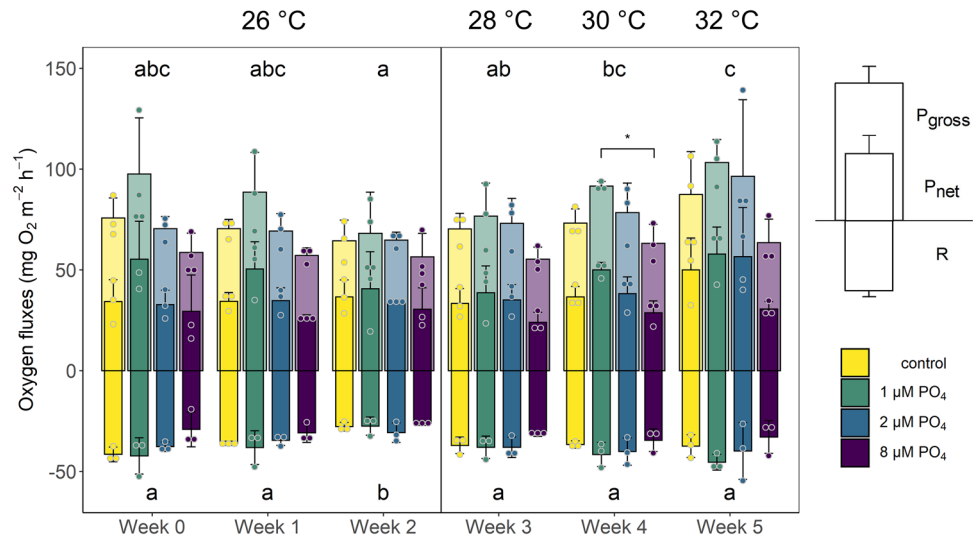 26 °C 28 °C 30 °C 32 °C
abc abc a ab bc c
*
150
100
50
0
-50
Oxygen fluxes (mg O₂ m⁻² h⁻¹)
a a b a a a
Week 0 Week 1 Week 2 Week 3 Week 4 Week 5
Pgross
Pnet
R
control
1 µM PO₄
2 µM PO₄
8 µM PO₄